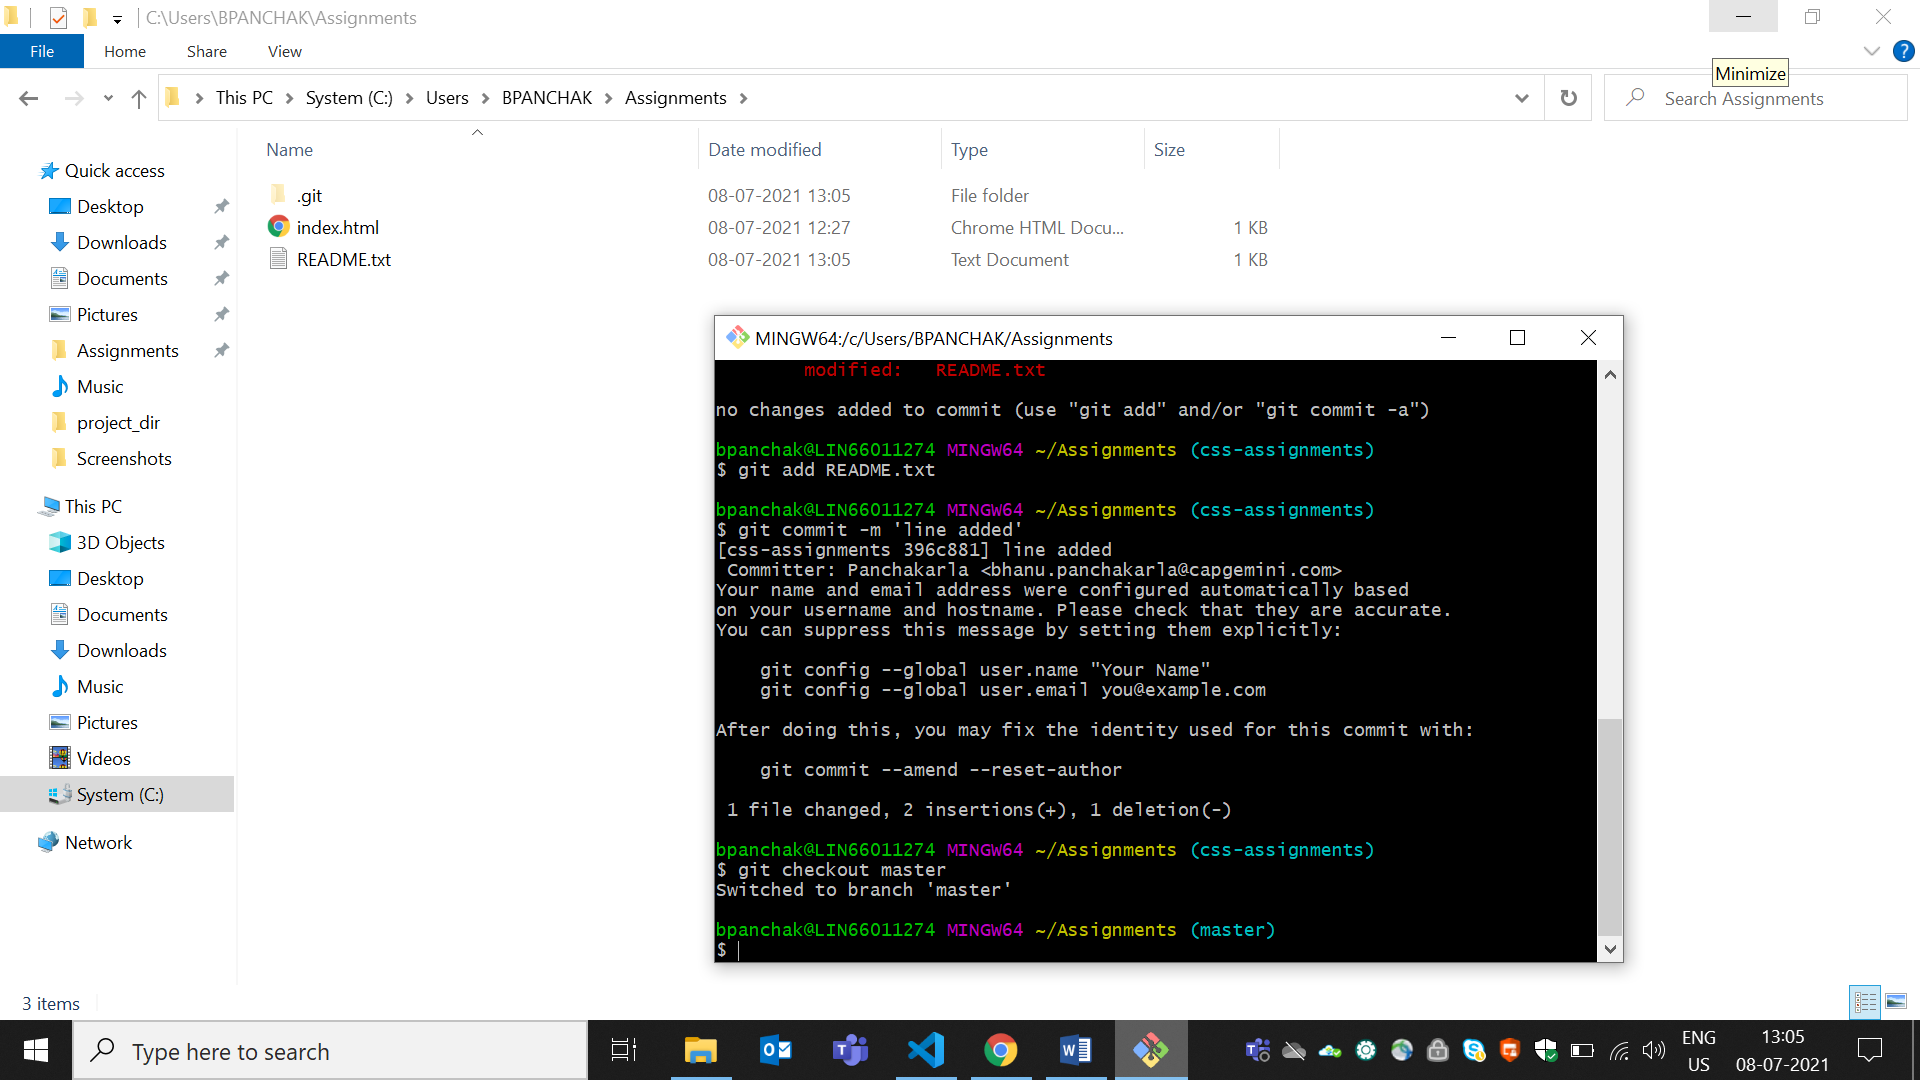 C:\Users\BPANCHAK\Assignments
File Home Share View
Minimize
This PC System (C:) Users BPANCHAK Assignments
Search Assignments
Name Date modified Type Size
.git 08-07-2021 13:05 File folder
index.html 08-07-2021 12:27 Chrome HTML Docu... 1 KB
README.txt 08-07-2021 13:05 Text Document 1 KB
Quick access
Desktop
Downloads
Documents
Pictures
Assignments
Music
project_dir
Screenshots
This PC
3D Objects
Desktop
Documents
Downloads
Music
Pictures
Videos
System (C:)
Network
3 items
MINGW64:/c/Users/BPANCHAK/Assignments
modified: README.txt
no changes added to commit (use "git add" and/or "git commit -a")
bpanchak@LIN66011274 MINGW64 ~/Assignments (css-assignments)
$ git add README.txt
bpanchak@LIN66011274 MINGW64 ~/Assignments (css-assignments)
$ git commit -m 'line added'
[css-assignments 396c881] line added
Committer: Panchakarla <bhanu.panchakarla@capgemini.com>
Your name and email address were configured automatically based
on your username and hostname. Please check that they are accurate.
You can suppress this message by setting them explicitly:
git config --global user.name "Your Name"
git config --global user.email you@example.com
After doing this, you may fix the identity used for this commit with:
git commit --amend --reset-author
1 file changed, 2 insertions(+), 1 deletion(-)
bpanchak@LIN66011274 MINGW64 ~/Assignments (css-assignments)
$ git checkout master
Switched to branch 'master'
bpanchak@LIN66011274 MINGW64 ~/Assignments (master)
$
Type here to search
ENG
US
13:05
08-07-2021